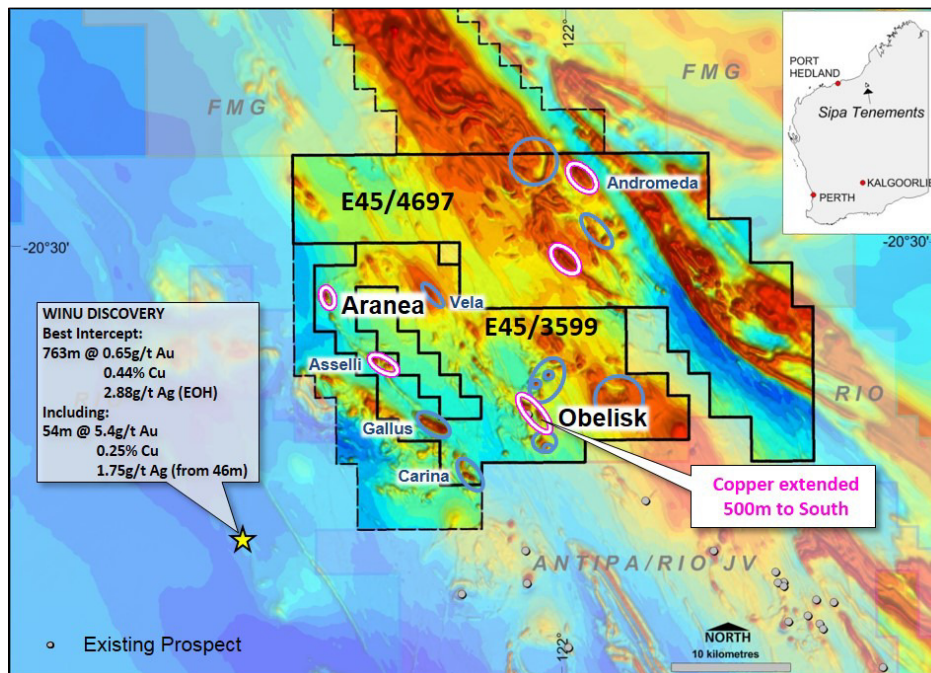 FMG
122°
FMG
PORT
HEDLAND
Sipa Tenements
KALGOORLIE
PERTH
E45/4697
Andromeda
-20°30'
-20°30'
Aranea
Vela
E45/3599
WINU DISCOVERY
Best Intercept:
763m @ 0.65g/t Au
0.44% Cu
2.88g/t Ag (EOH)
Including:
54m @ 5.4g/t Au
0.25% Cu
1.75g/t Ag (from 46m)
Asselli
RIO
Gallus
Obelisk
Carina
Copper extended
500m to South
ANTIPA/RIO JV
Existing Prospect
122°
NORTH
10 kilometres